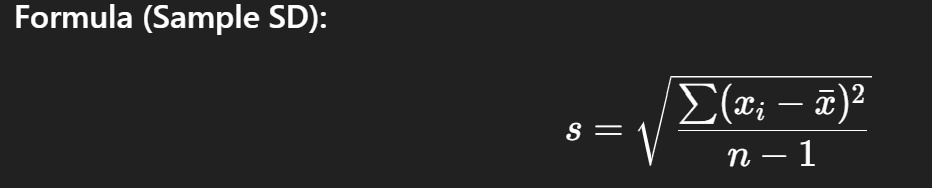 Formula (Sample SD):
s = √(∑(xᵢ − x̄)² / (n − 1))